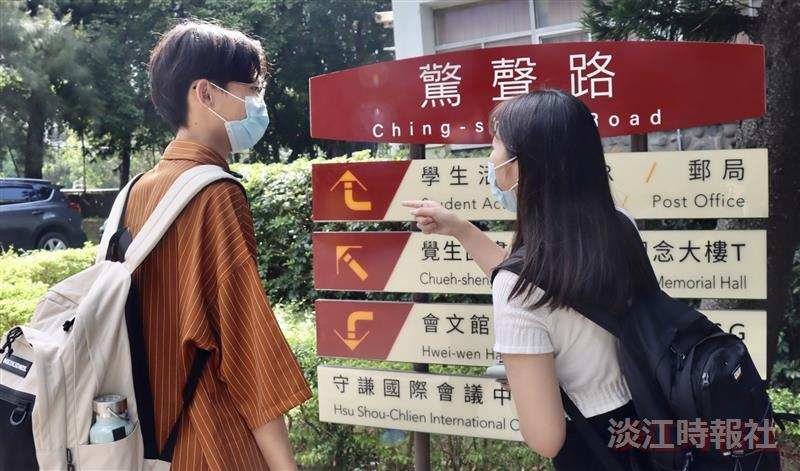 驚聲路
Ching-s Road
學生活 R / 郵局
udent Ac / Post Office
覺生 念大樓T
Chueh-shen Memorial Hall
會文館 G
Hwei-wen Ha
守謙國際會議中
Hsu Shou-Chlien International C
淡江時報社